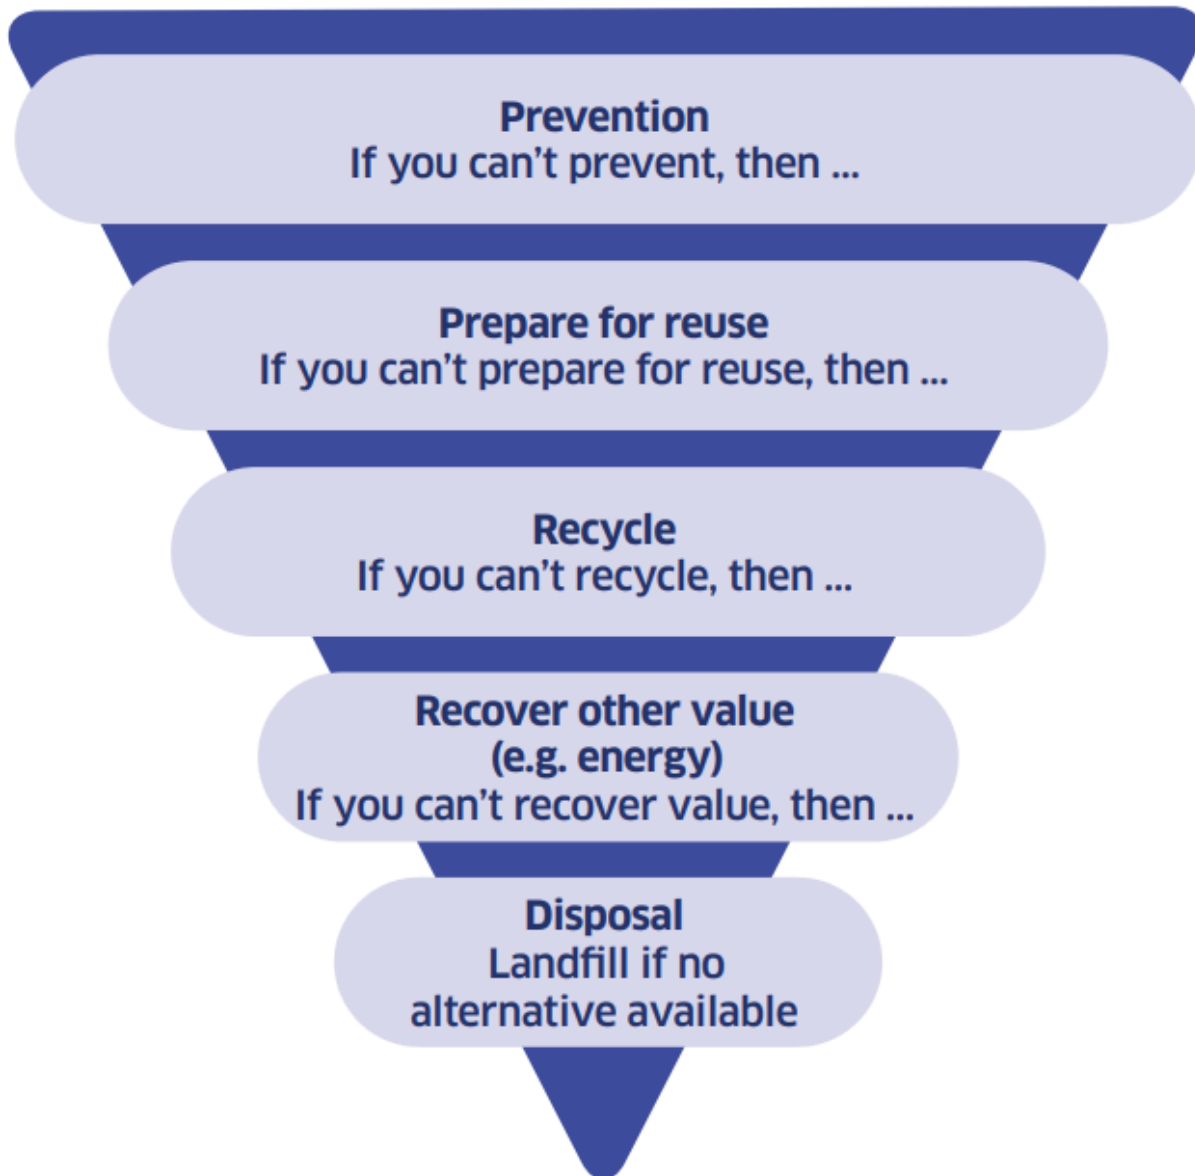 Prevention
If you can’t prevent, then ...
Prepare for reuse
If you can’t prepare for reuse, then ...
Recycle
If you can’t recycle, then ...
Recover other value
(e.g. energy)
If you can’t recover value, then ...
Disposal
Landfill if no
alternative available